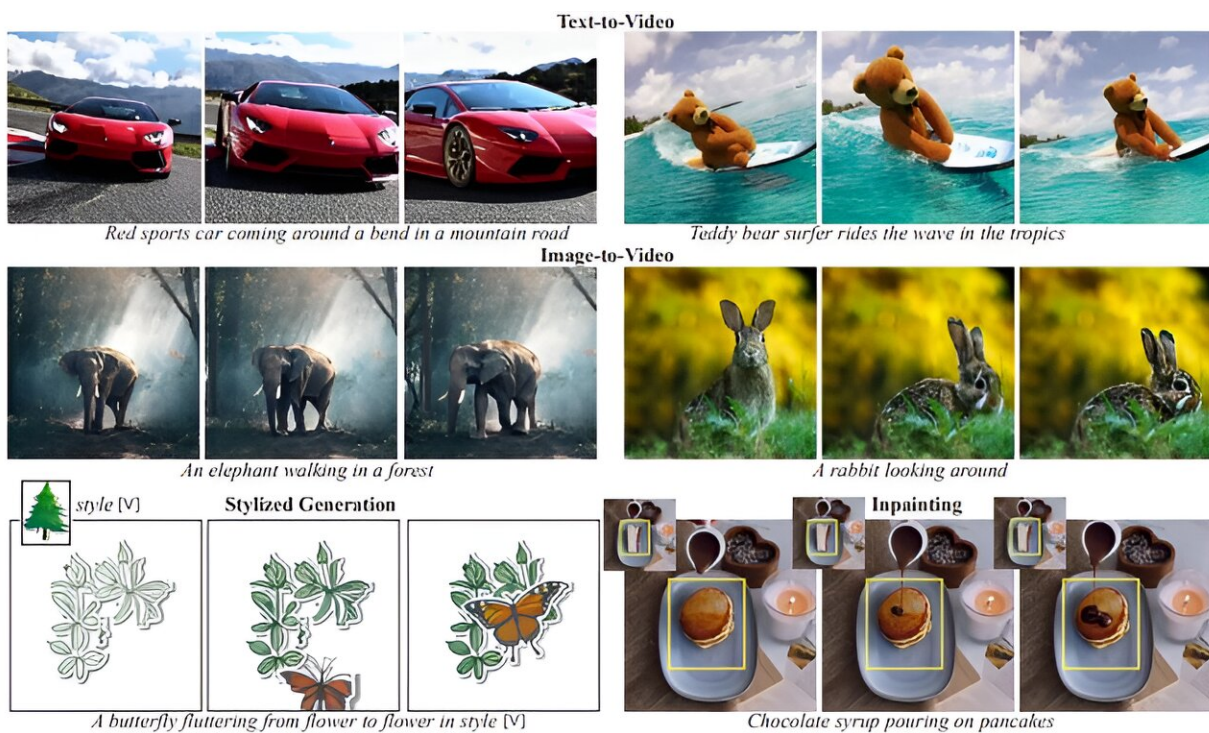 Text-to-Video
Red sports car coming around a bend in a mountain road
Teddy bear surfer rides the wave in the tropics
Image-to-Video
An elephant walking in a forest
A rabbit looking around
style [V]
Stylized Generation
Inpainting
A butterfly fluttering from flower to flower in style [V]
Chocolate syrup pouring on pancakes